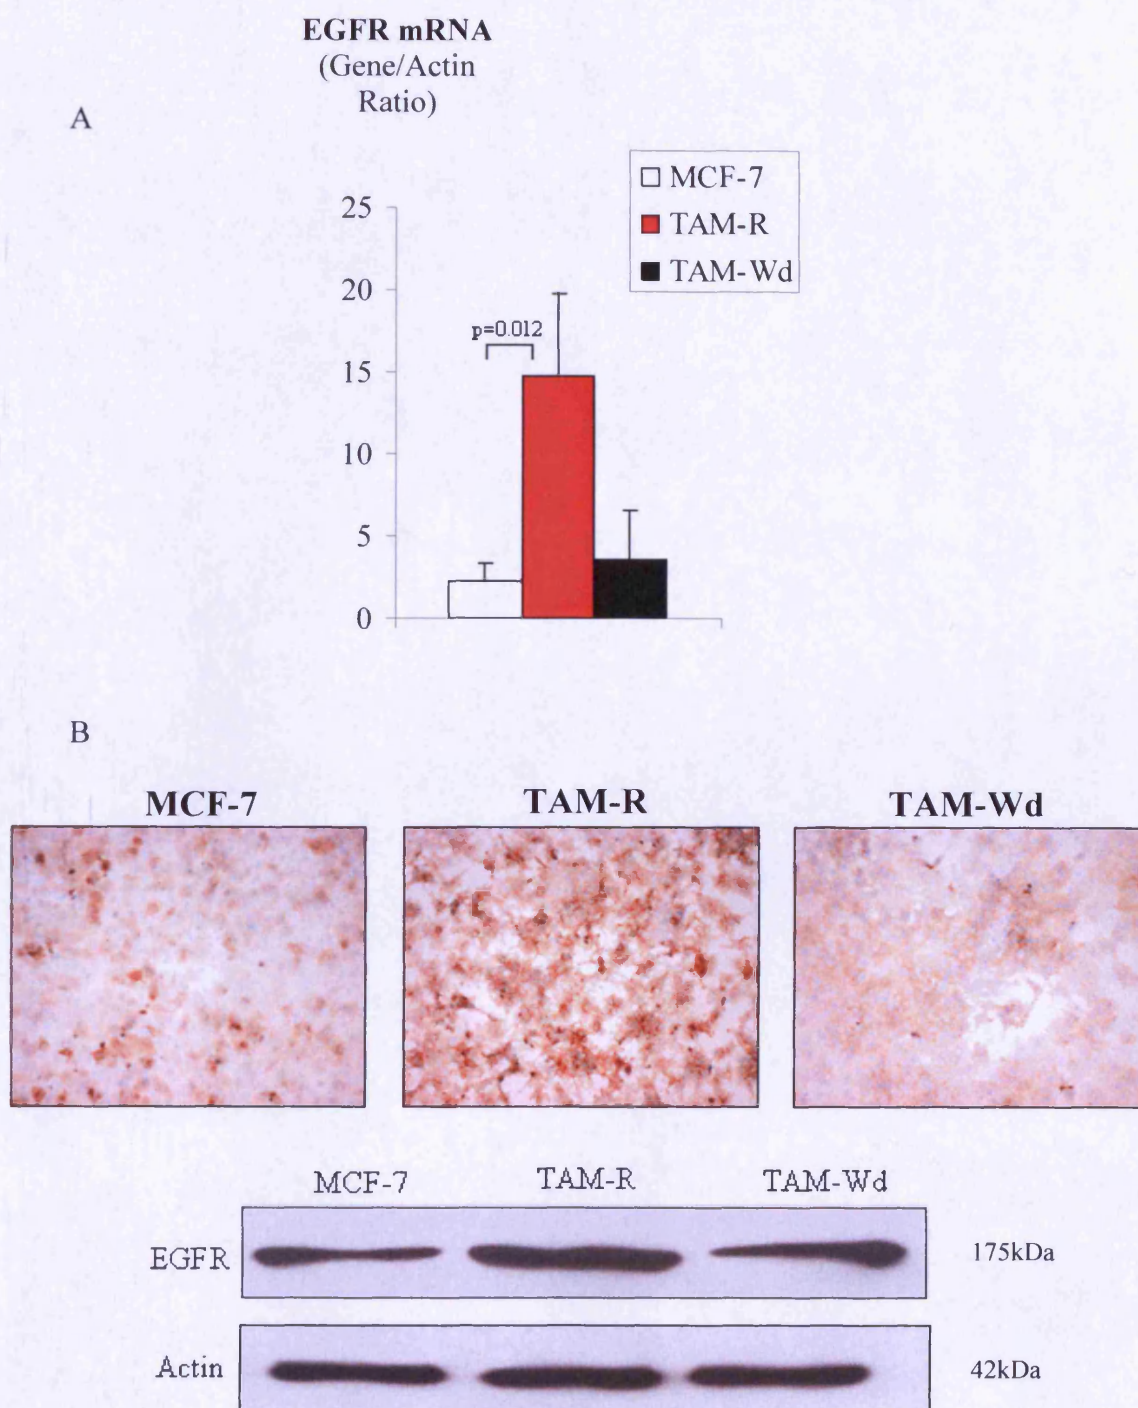 EGFR mRNA
(Gene/Actin
Ratio)
A
MCF-7
TAM-R
TAM-Wd
25
20
p=0.012
15
10
5
0
B
MCF-7 TAM-R TAM-Wd
MCF-7 TAM-R TAM-Wd
EGFR 175kDa
Actin 42kDa